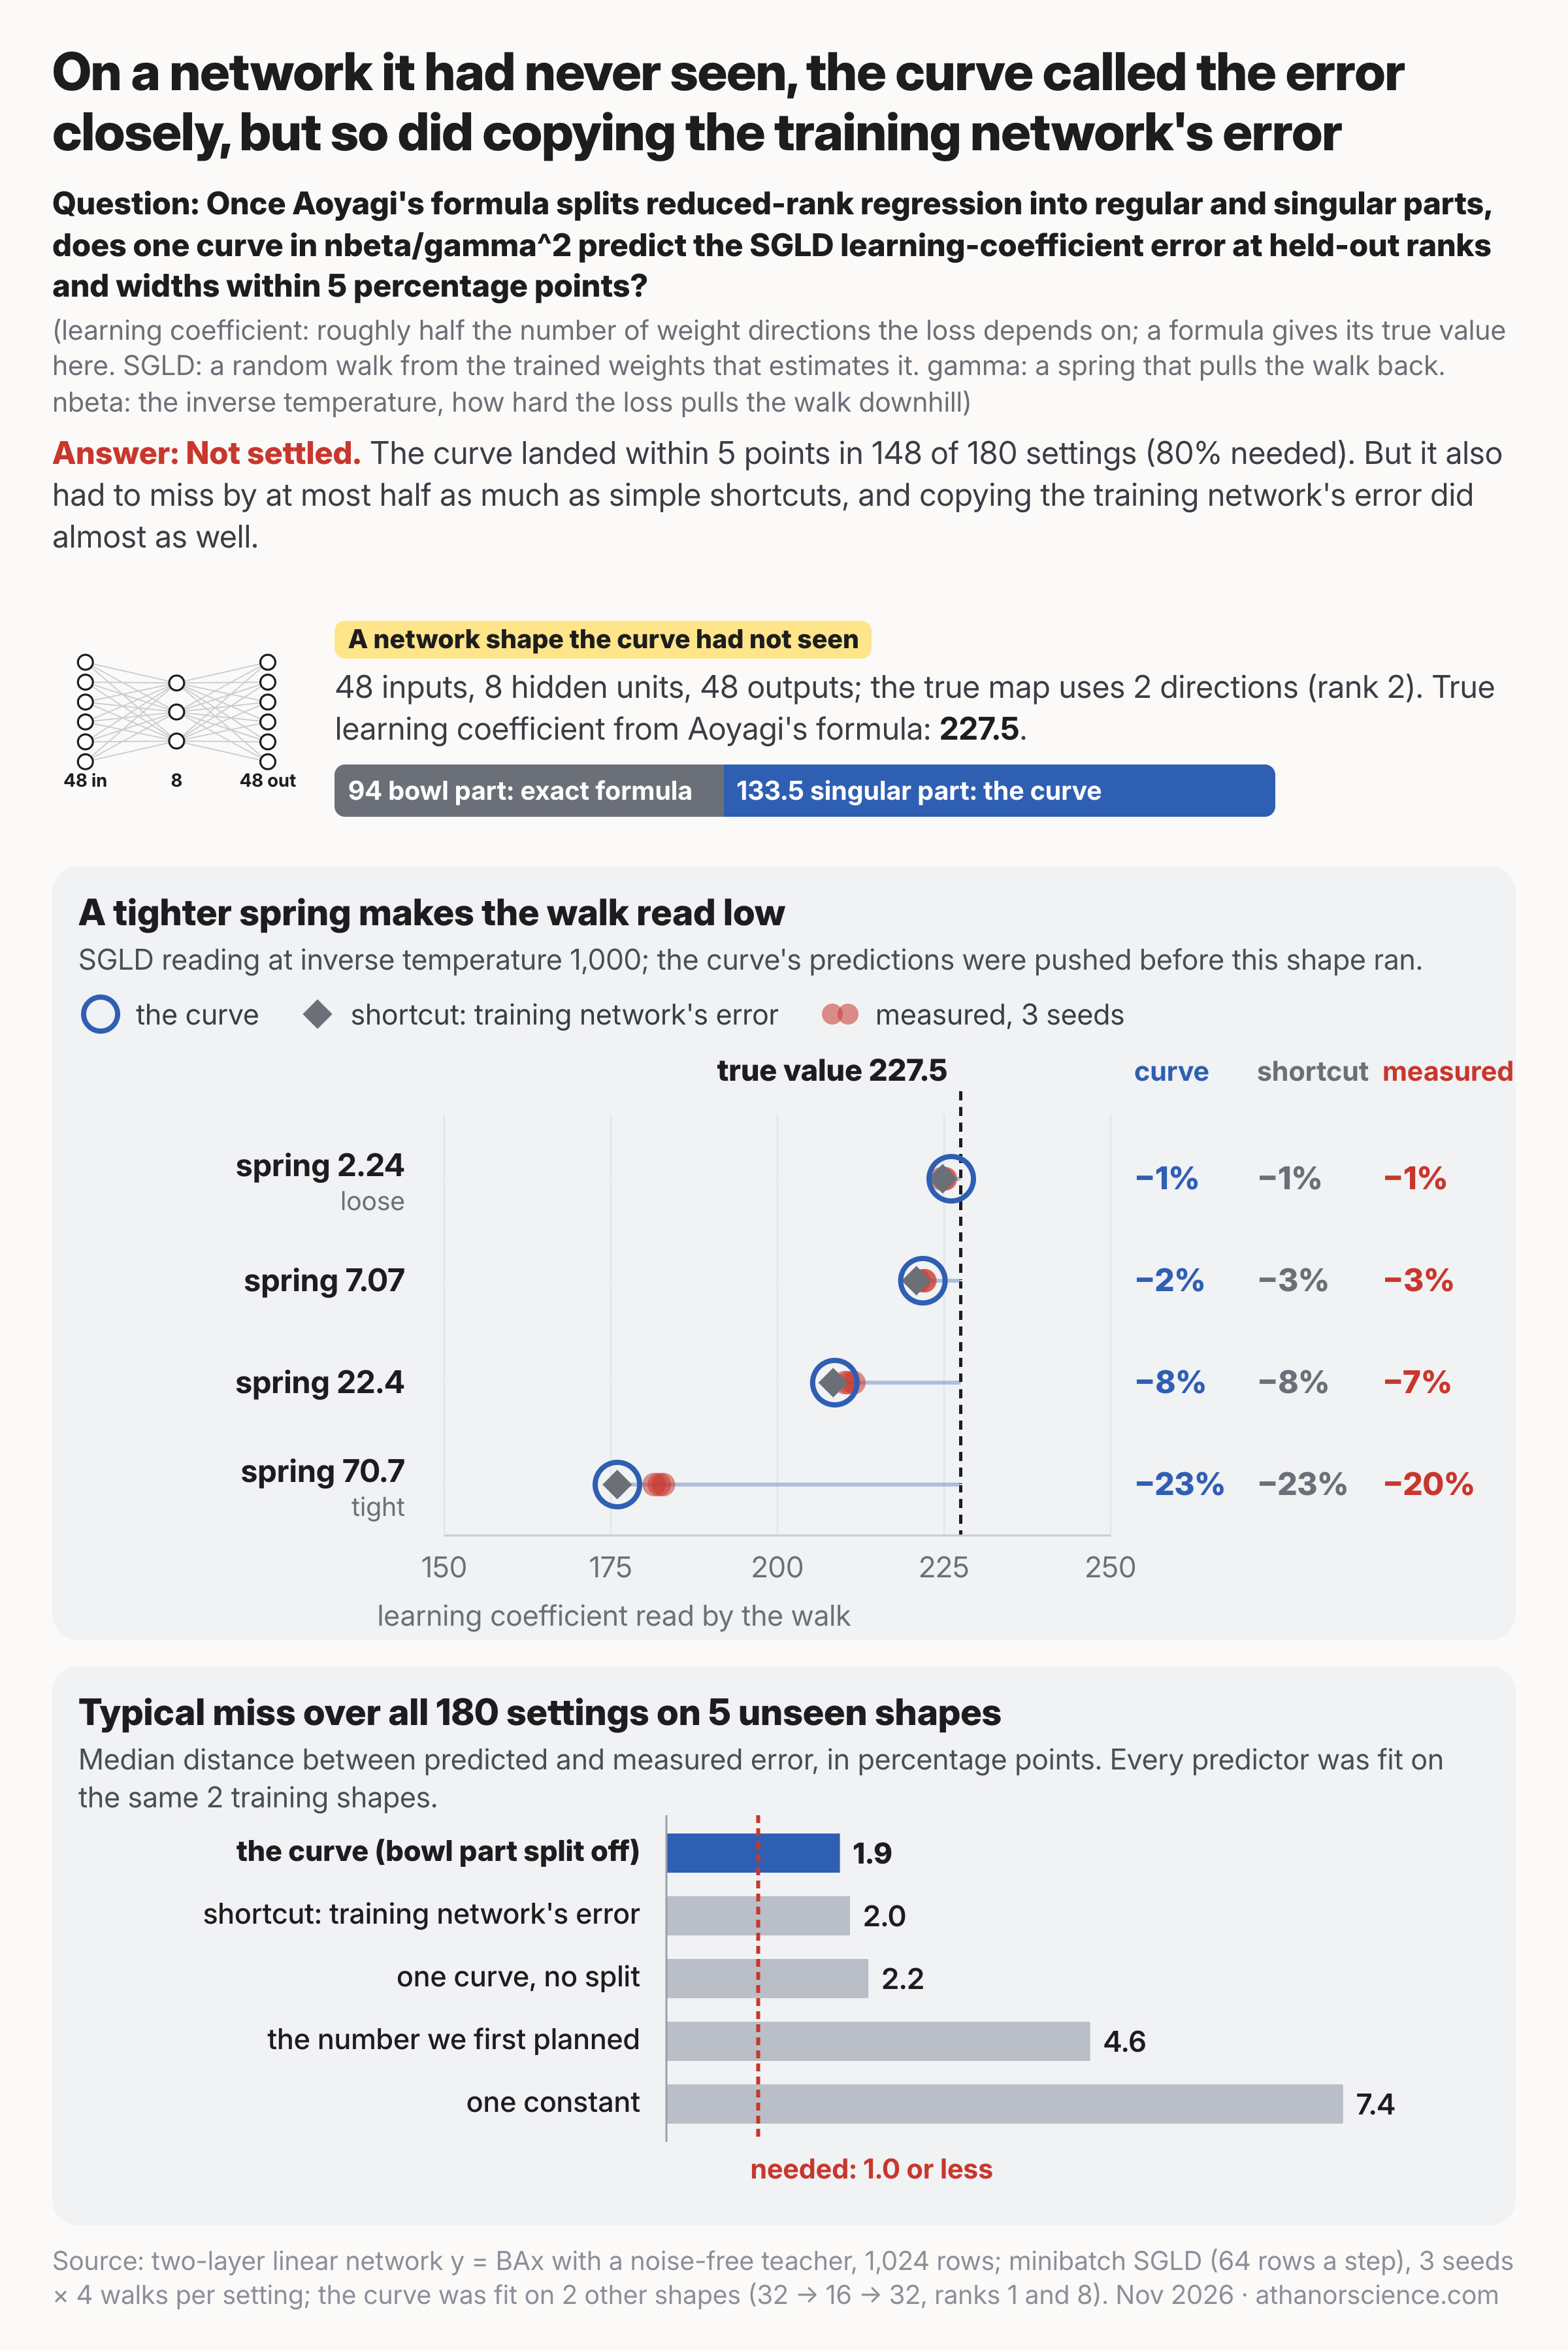 On a network it had never seen, the curve called the error
closely, but so did copying the training network's error
Question: Once Aoyagi's formula splits reduced-rank regression into regular and singular parts,
does one curve in nbeta/gamma^2 predict the SGLD learning-coefficient error at held-out ranks
and widths within 5 percentage points?
(learning coefficient: roughly half the number of weight directions the loss depends on; a formula gives its true value
here. SGLD: a random walk from the trained weights that estimates it. gamma: a spring that pulls the walk back.
nbeta: the inverse temperature, how hard the loss pulls the walk downhill)
Answer: Not settled. The curve landed within 5 points in 148 of 180 settings (80% needed). But it also
had to miss by at most half as much as simple shortcuts, and copying the training network's error did
almost as well.
A network shape the curve had not seen
48 inputs, 8 hidden units, 48 outputs; the true map uses 2 directions (rank 2). True
learning coefficient from Aoyagi's formula: 227.5.
48 in 8 48 out
94 bowl part: exact formula 133.5 singular part: the curve
A tighter spring makes the walk read low
SGLD reading at inverse temperature 1,000; the curve's predictions were pushed before this shape ran.
the curve shortcut: training network's error measured, 3 seeds
true value 227.5 curve shortcut measured
spring 2.24 −1% −1% −1%
loose
spring 7.07 −2% −3% −3%
spring 22.4 −8% −8% −7%
spring 70.7 −23% −23% −20%
tight
150 175 200 225 250
learning coefficient read by the walk
Typical miss over all 180 settings on 5 unseen shapes
Median distance between predicted and measured error, in percentage points. Every predictor was fit on
the same 2 training shapes.
the curve (bowl part split off) 1.9
shortcut: training network's error 2.0
one curve, no split 2.2
the number we first planned 4.6
one constant 7.4
needed: 1.0 or less
Source: two-layer linear network y = BAx with a noise-free teacher, 1,024 rows; minibatch SGLD (64 rows a step), 3 seeds
× 4 walks per setting; the curve was fit on 2 other shapes (32 → 16 → 32, ranks 1 and 8). Nov 2026 · athanorscience.com